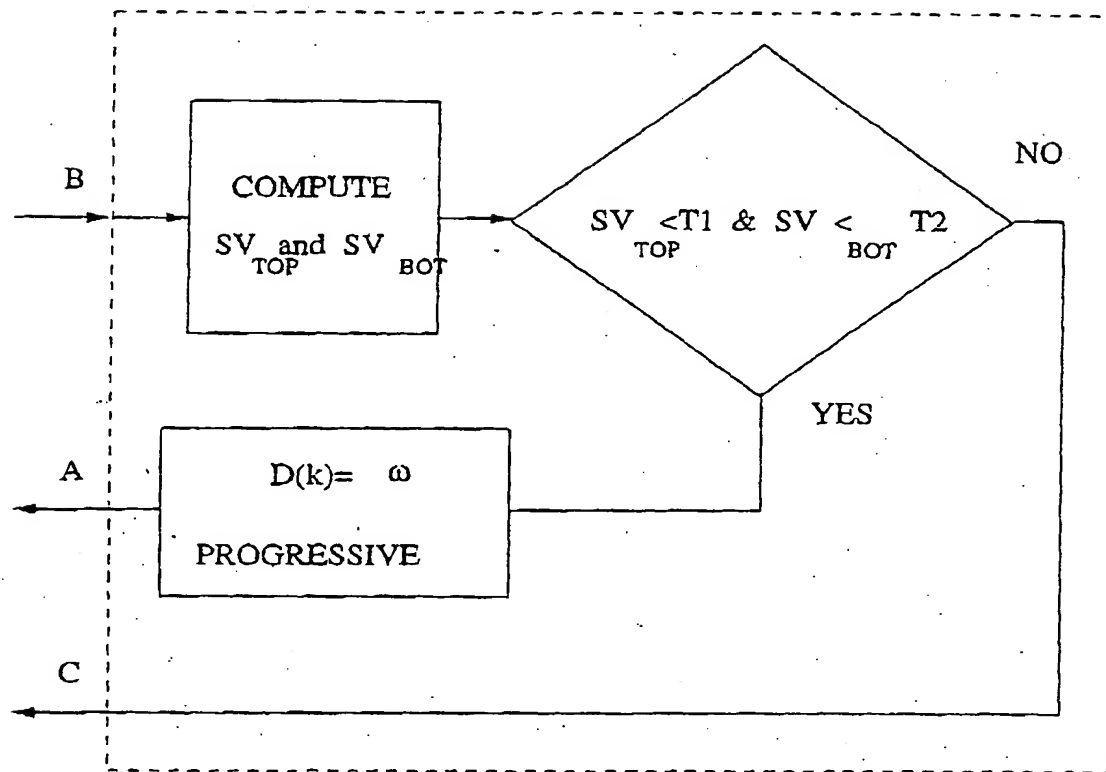 B
COMPUTE
SV TOP and SV BOT
SV TOP <T1 & SV < BOT T2
NO
YES
A
D(k)= ω
PROGRESSIVE
C